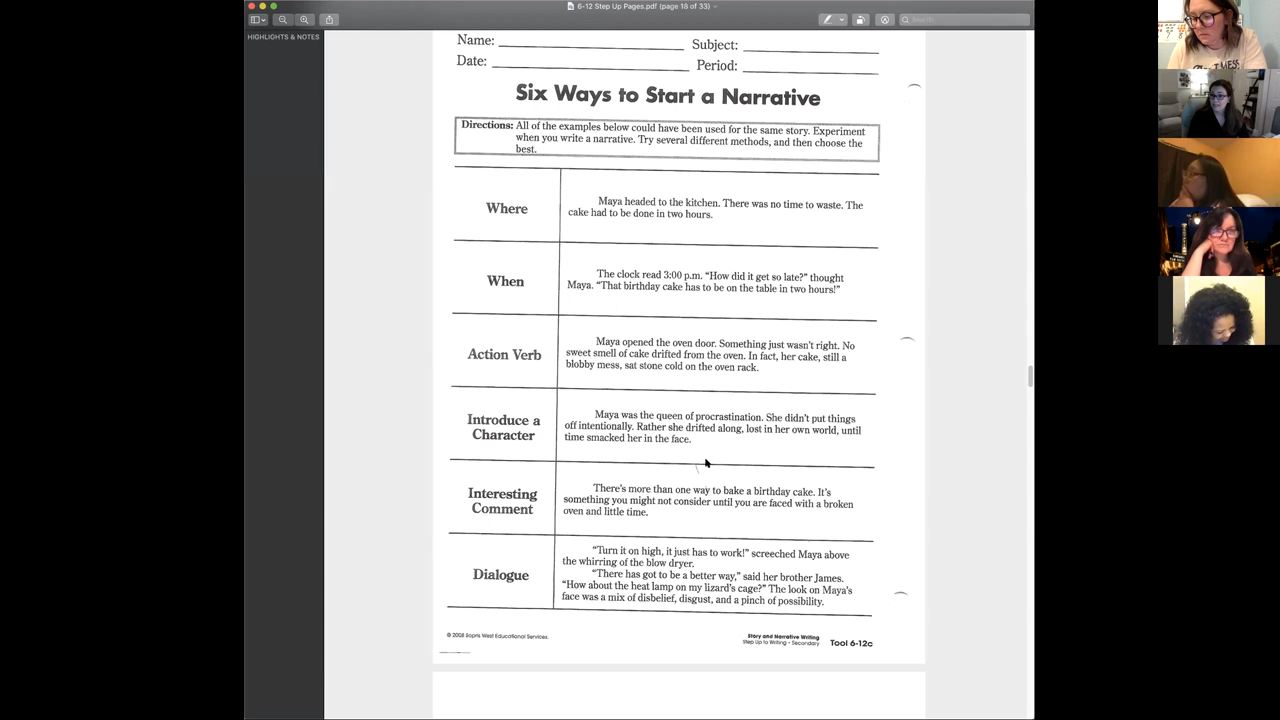 6-12 Step Up Pages.pdf (page 18 of 33)
Search
HIGHLIGHTS & NOTES
Name: Subject:
Date: Period:
Six Ways to Start a Narrative
Directions: All of the examples below could have been used for the same story. Experiment
when you write a narrative. Try several different methods, and then choose the
best.
Where
Maya headed to the kitchen. There was no time to waste. The
cake had to be done in two hours.
When
The clock read 3:00 p.m. “How did it get so late?” thought
Maya. “That birthday cake has to be on the table in two hours!”
Action Verb
Maya opened the oven door. Something just wasn’t right. No
sweet smell of cake drifted from the oven. In fact, her cake, still a
blobby mess, sat stone cold on the oven rack.
Introduce a
Character
Maya was the queen of procrastination. She didn’t put things
off intentionally. Rather she drifted along, lost in her own world, until
time smacked her in the face.
Interesting
Comment
There’s more than one way to bake a birthday cake. It’s
something you might not consider until you are faced with a broken
oven and little time.
Dialogue
“Turn it on high, it just has to work!” screeched Maya above
the whirring of the blow dryer.
“There has got to be a better way,” said her brother James.
“How about the heat lamp on my lizard’s cage?” The look on Maya’s
face was a mix of disbelief, disgust, and a pinch of possibility.
© 2008 Sopris West Educational Services.
Story and Narrative Writing
Step Up to Writing • Secondary
Tool 6-12c